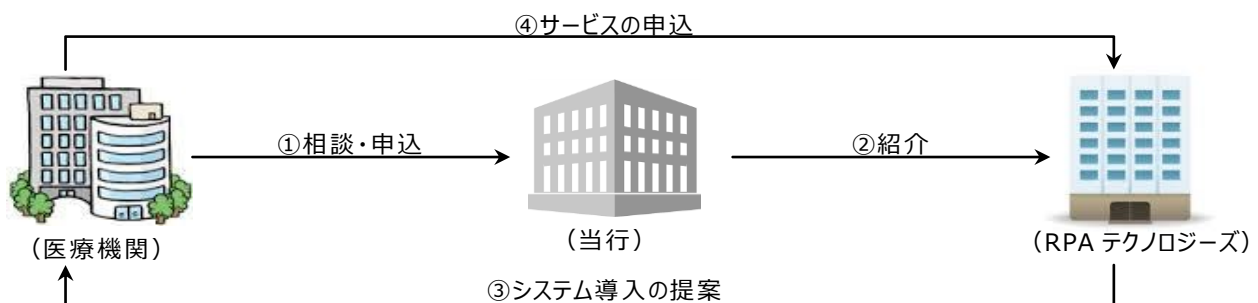 ④サービスの申込
①相談・申込
②紹介
（医療機関）
（当行）
（RPA テクノロジーズ）
③システム導入の提案